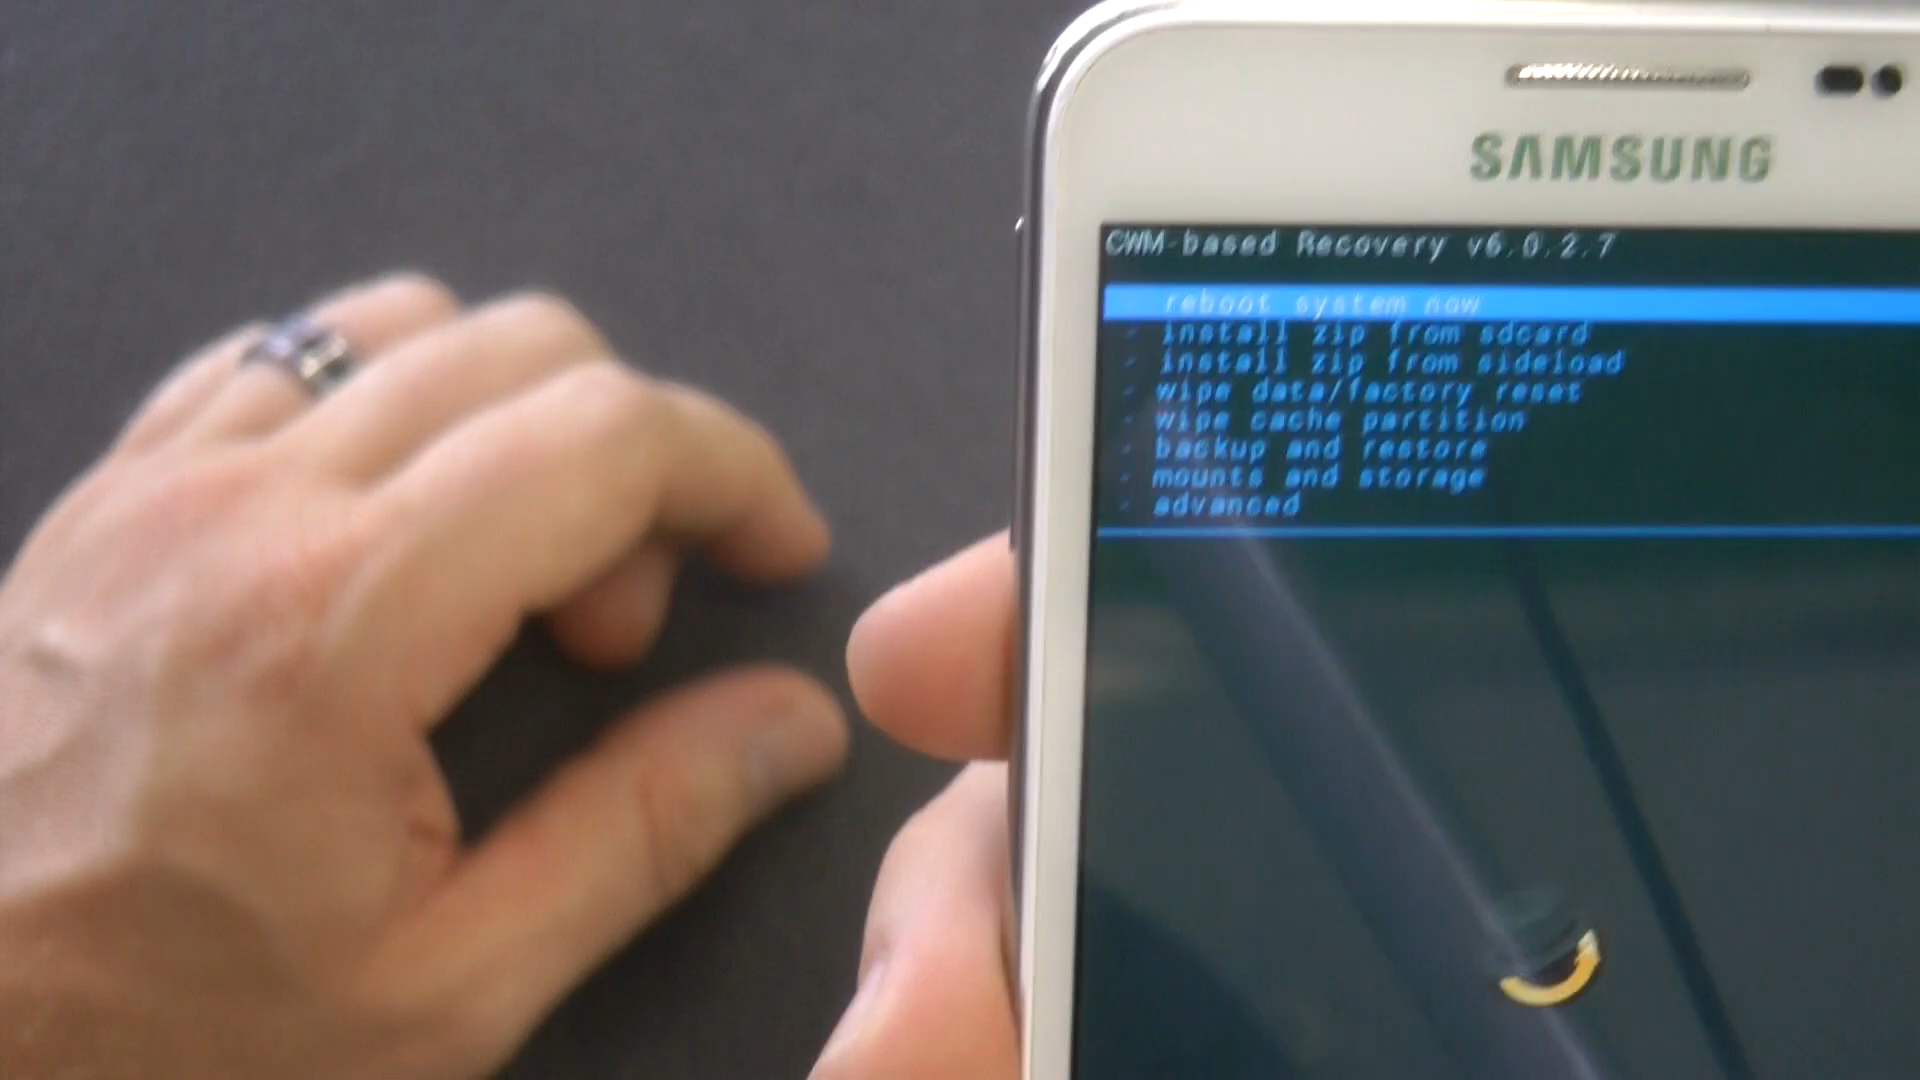 SAMSUNG
CWM-based Recovery v6.0.2.7
- reboot system now
- install zip from sdcard
- install zip from sideload
- wipe data/factory reset
- wipe cache partition
- backup and restore
- mounts and storage
- advanced